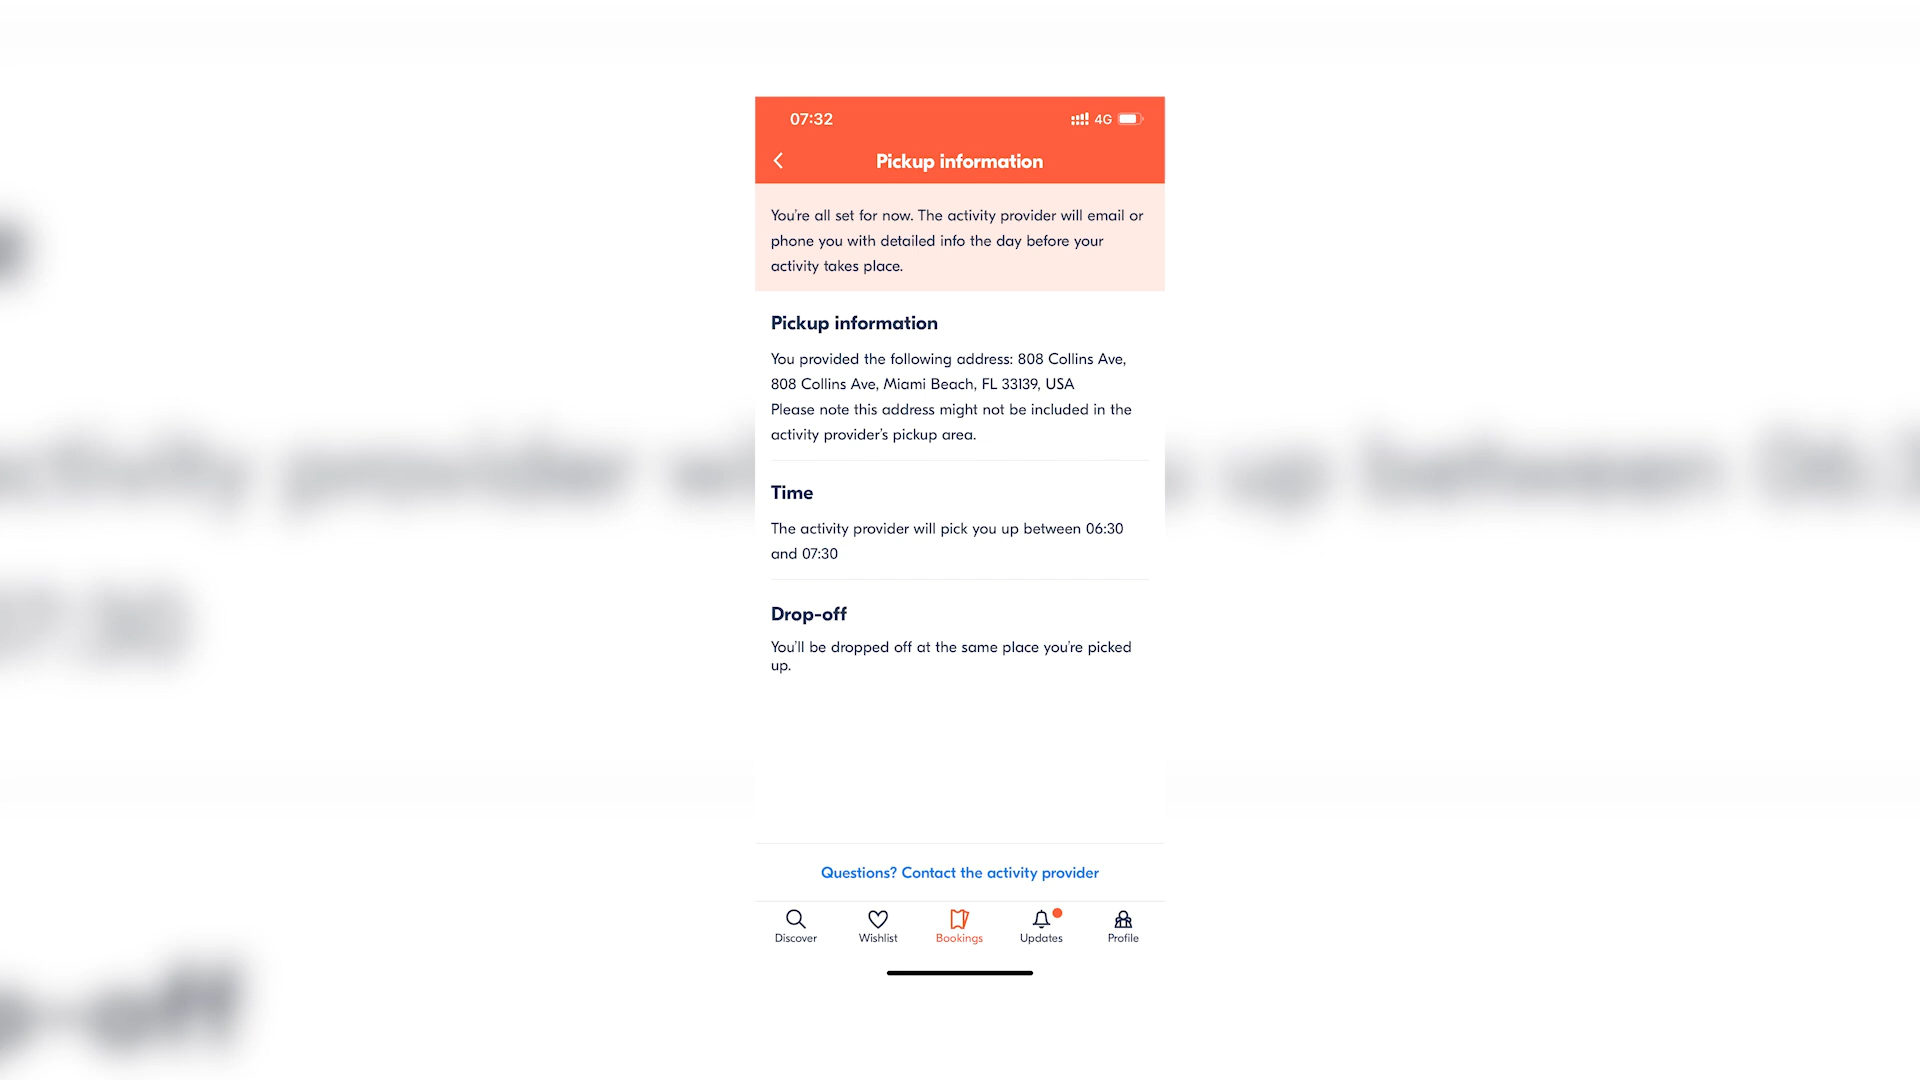 07:32
4G
Pickup information
You're all set for now. The activity provider will email or
phone you with detailed info the day before your
activity takes place.
Pickup information
You provided the following address: 808 Collins Ave,
808 Collins Ave, Miami Beach, FL 33139, USA
Please note this address might not be included in the
activity provider's pickup area.
Time
The activity provider will pick you up between 06:30
and 07:30
Drop-off
You'll be dropped off at the same place you're picked
up.
Questions? Contact the activity provider
Discover
Wishlist
Bookings
Updates
Profile